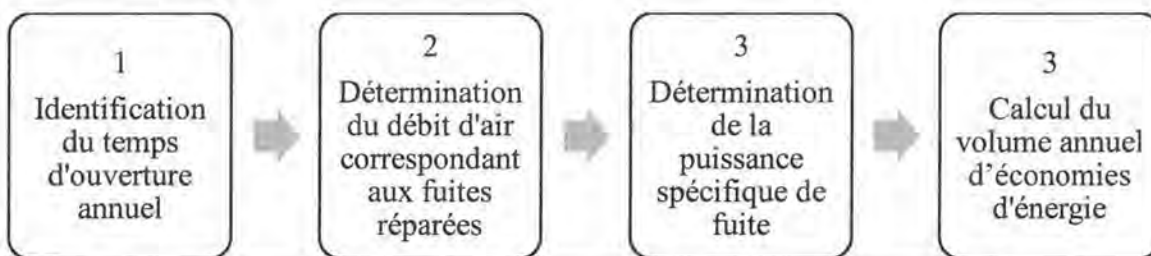 1
Identification
du temps
d'ouverture
annuel
2
Détermination
du débit d'air
correspondant
aux fuites
réparées
3
Détermination
de la
puissance
spécifique de
fuite
3
Calcul du
volume annuel
d’économies
d'énergie